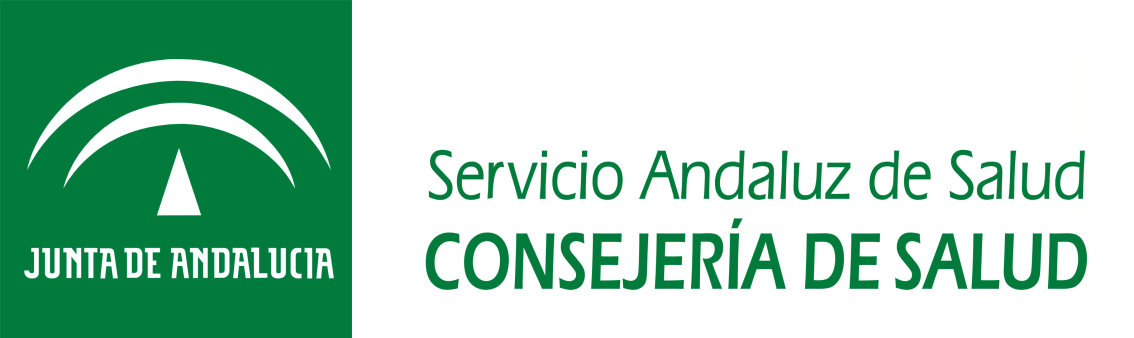 JUNTA DE ANDALUCIA
Servicio Andaluz de Salud
CONSEJERÍA DE SALUD